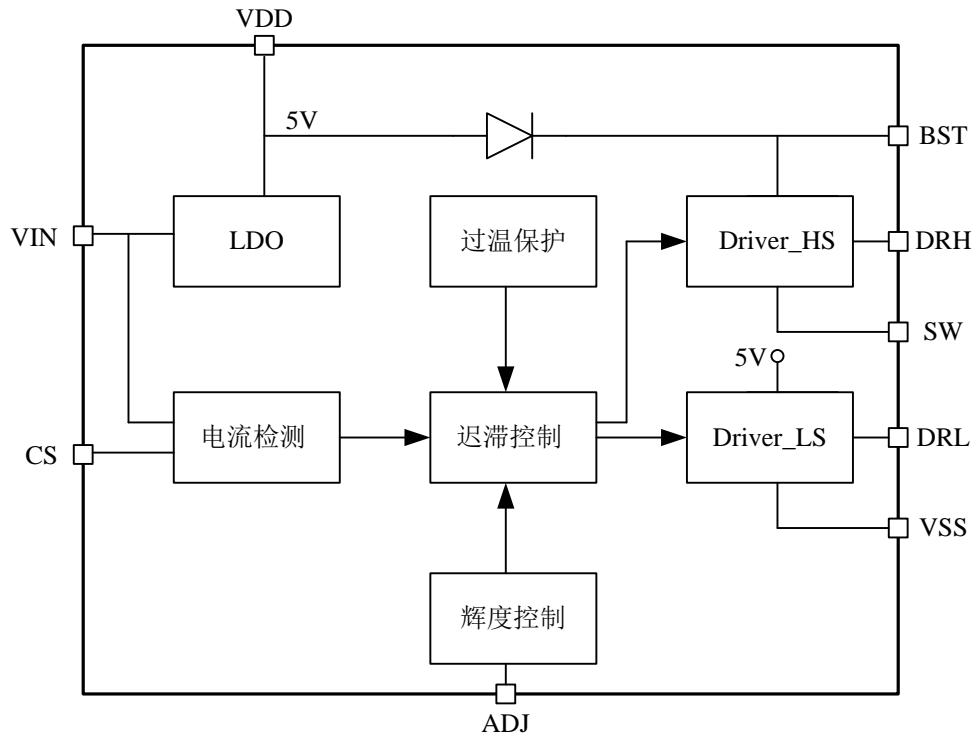 VDD
5V
BST
VIN
LDO
过温保护
Driver_HS
DRH
SW
5V
CS
电流检测
迟滞控制
Driver_LS
DRL
VSS
辉度控制
ADJ